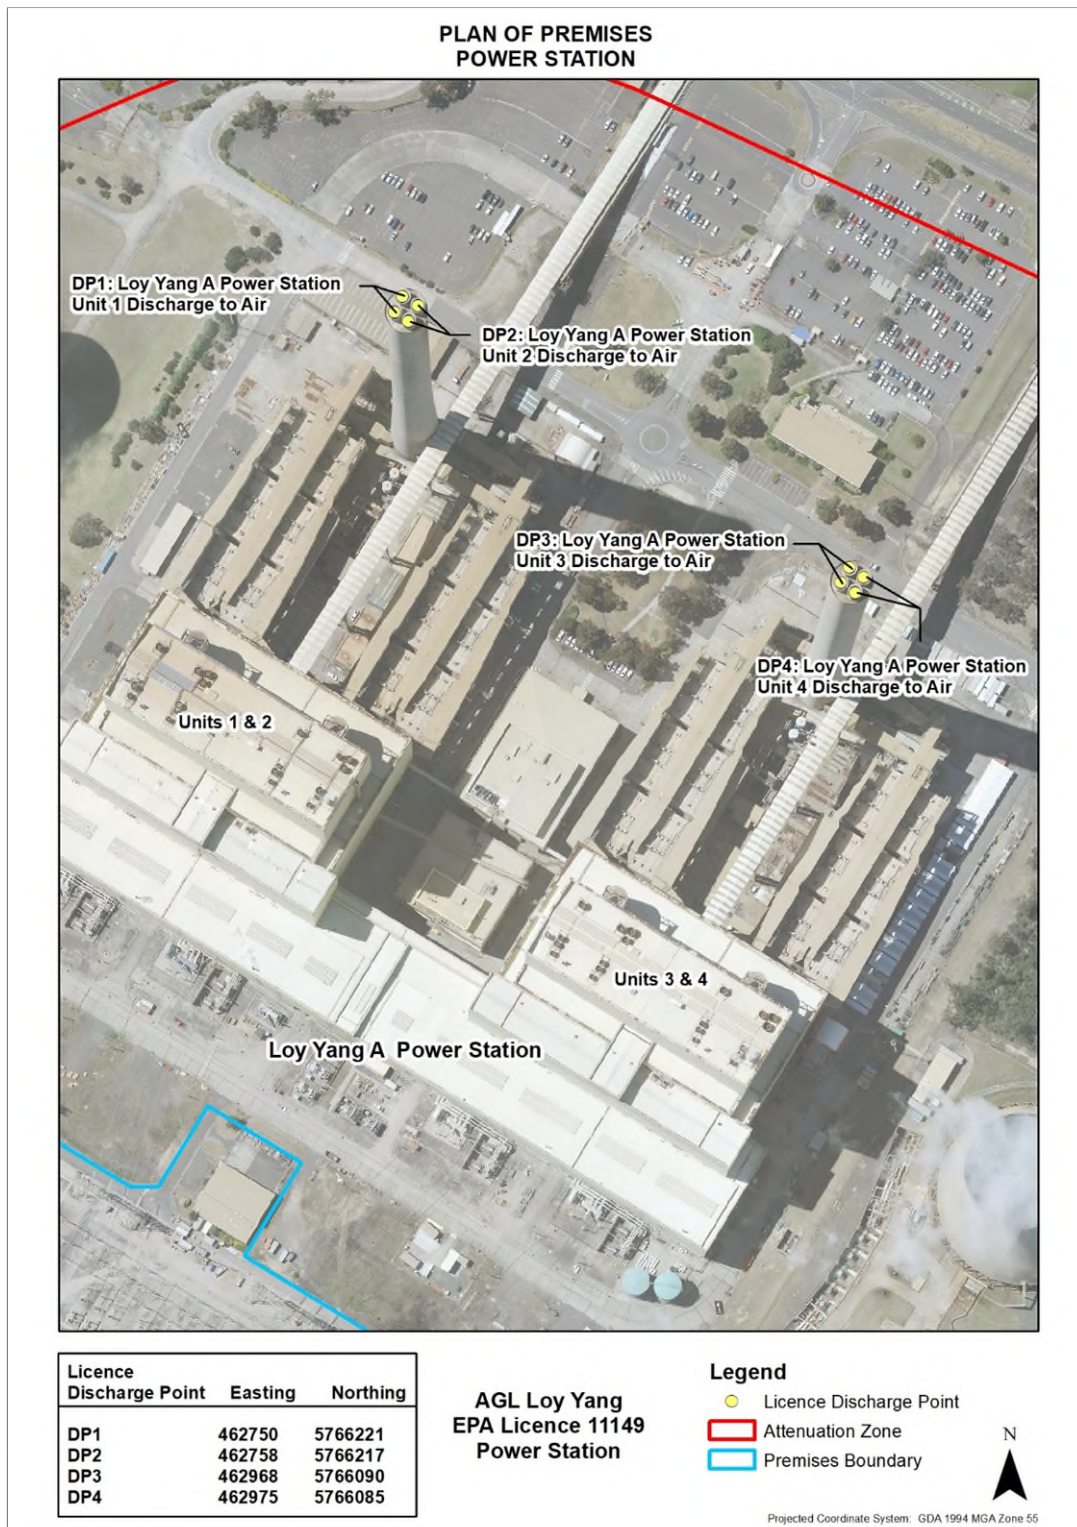 PLAN OF PREMISES
POWER STATION
DP1: Loy Yang A Power Station
Unit 1 Discharge to Air
DP2: Loy Yang A Power Station
Unit 2 Discharge to Air
DP3: Loy Yang A Power Station
Unit 3 Discharge to Air
DP4: Loy Yang A Power Station
Unit 4 Discharge to Air
Units 1 & 2
Units 3 & 4
Loy Yang A Power Station
Licence
Discharge Point Easting Northing
DP1 462750 5766221
DP2 462758 5766217
DP3 462968 5766090
DP4 462975 5766085
AGL Loy Yang
EPA Licence 11149
Power Station
Legend
Licence Discharge Point
Attenuation Zone
Premises Boundary
N
Projected Coordinate System: GDA 1994 MGA Zone 55